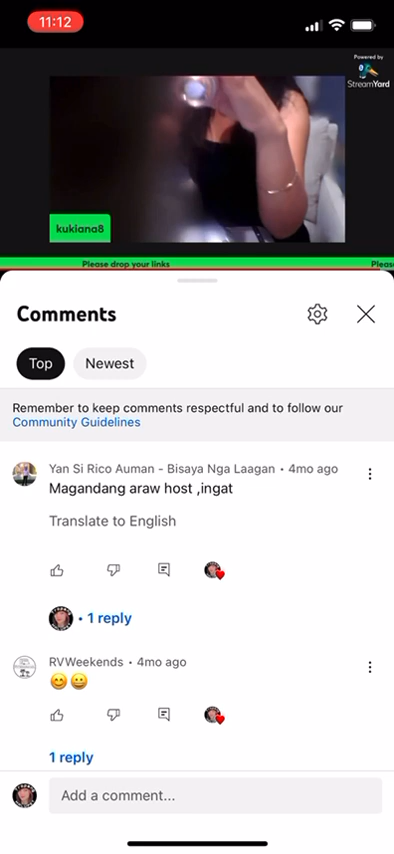 11:12
Powered by
StreamYard
kukiana8
Please drop your links
Pleas
Comments
Top
Newest
Remember to keep comments respectful and to follow our
Community Guidelines
Yan Si Rico Auman - Bisaya Nga Laagan • 4mo ago
Magandang araw host ,ingat
Translate to English
• 1 reply
RVWeekends • 4mo ago
😊😀
1 reply
Add a comment...